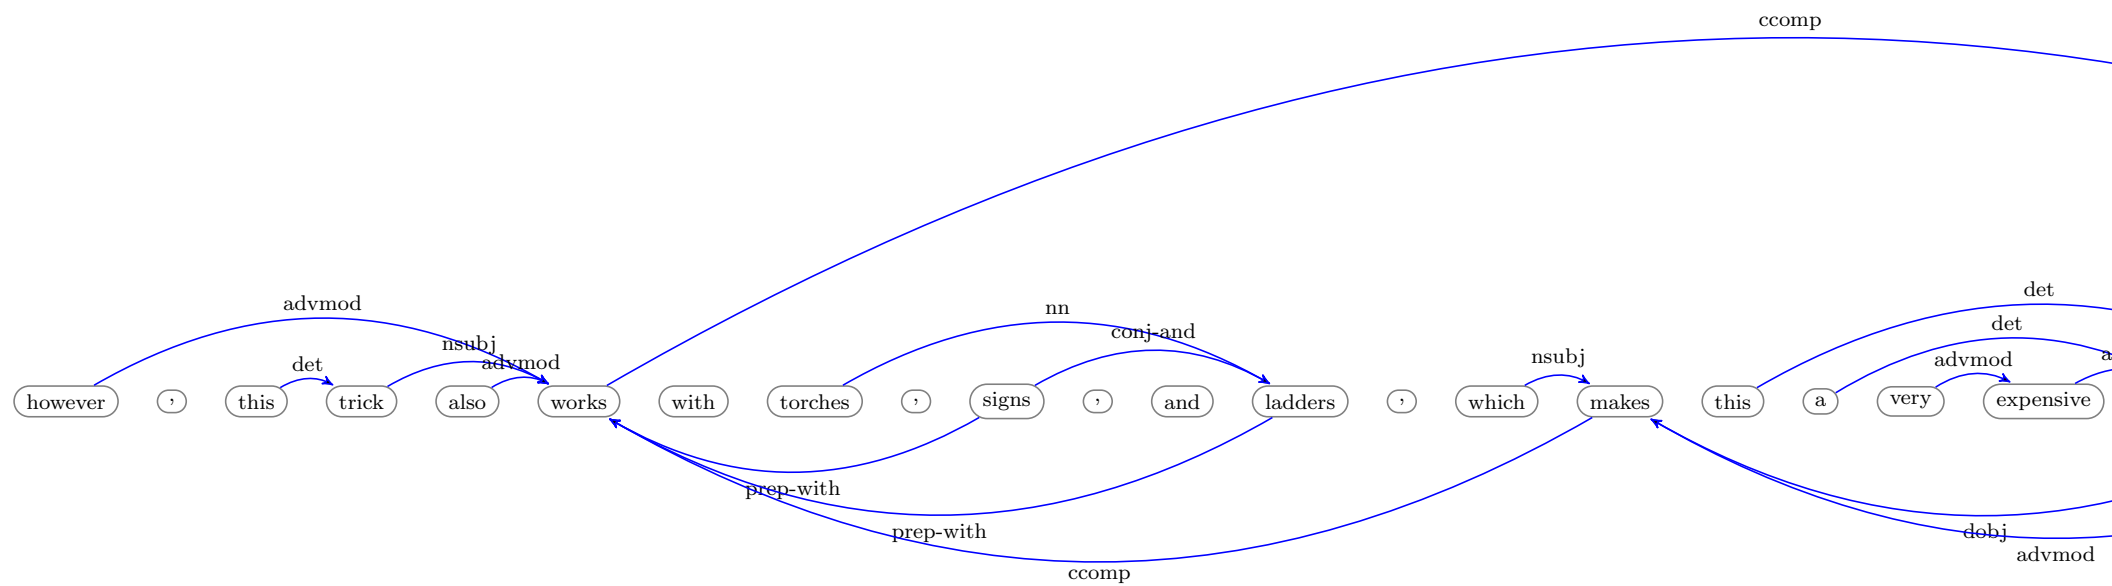 ccomp
det
advmod
nn
det
conj-and
nsubj
nsubj
advmod
det
advmod
however , this trick also works with torches , signs , and ladders , which makes this a very expensive
prep-with
prep-with
dobj
advmod
ccomp